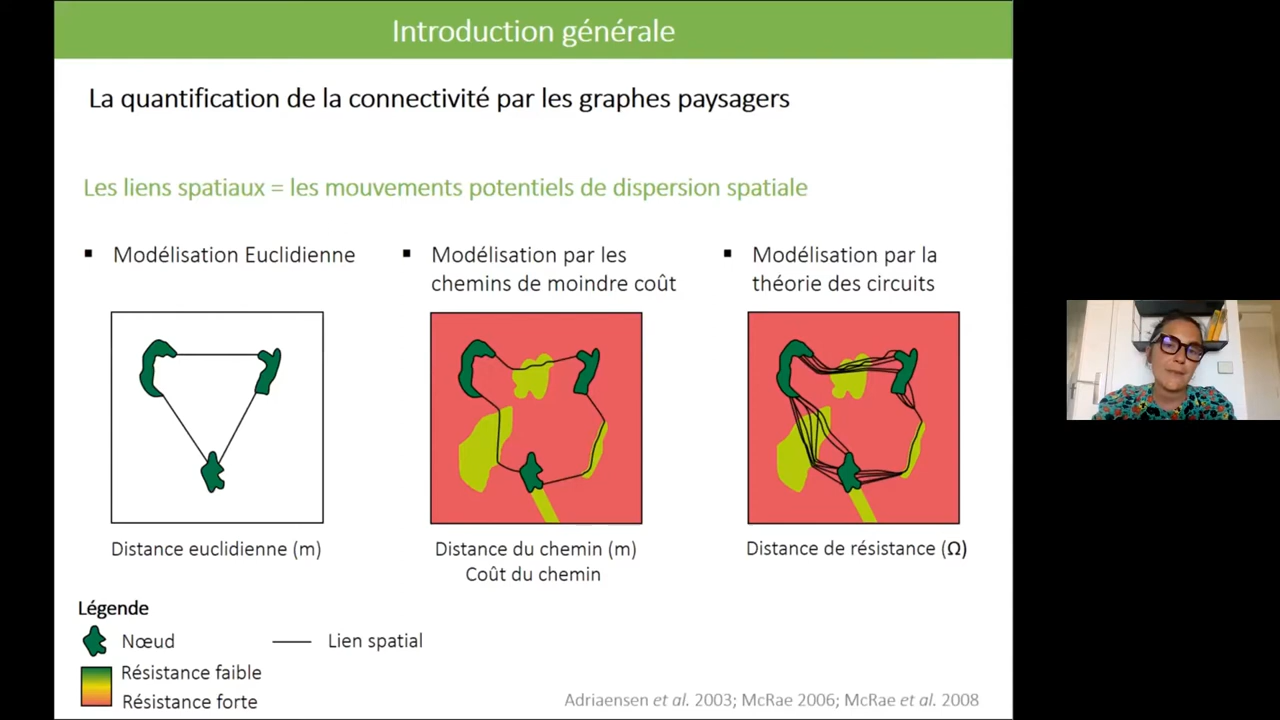 Introduction générale
La quantification de la connectivité par les graphes paysagers
Les liens spatiaux = les mouvements potentiels de dispersion spatiale
▪ Modélisation Euclidienne
▪ Modélisation par les
chemins de moindre coût
▪ Modélisation par la
théorie des circuits
Distance euclidienne (m)
Distance du chemin (m)
Coût du chemin
Distance de résistance (Ω)
Légende
Nœud
Lien spatial
Résistance faible
Résistance forte
Adriaensen et al. 2003; McRae 2006; McRae et al. 2008